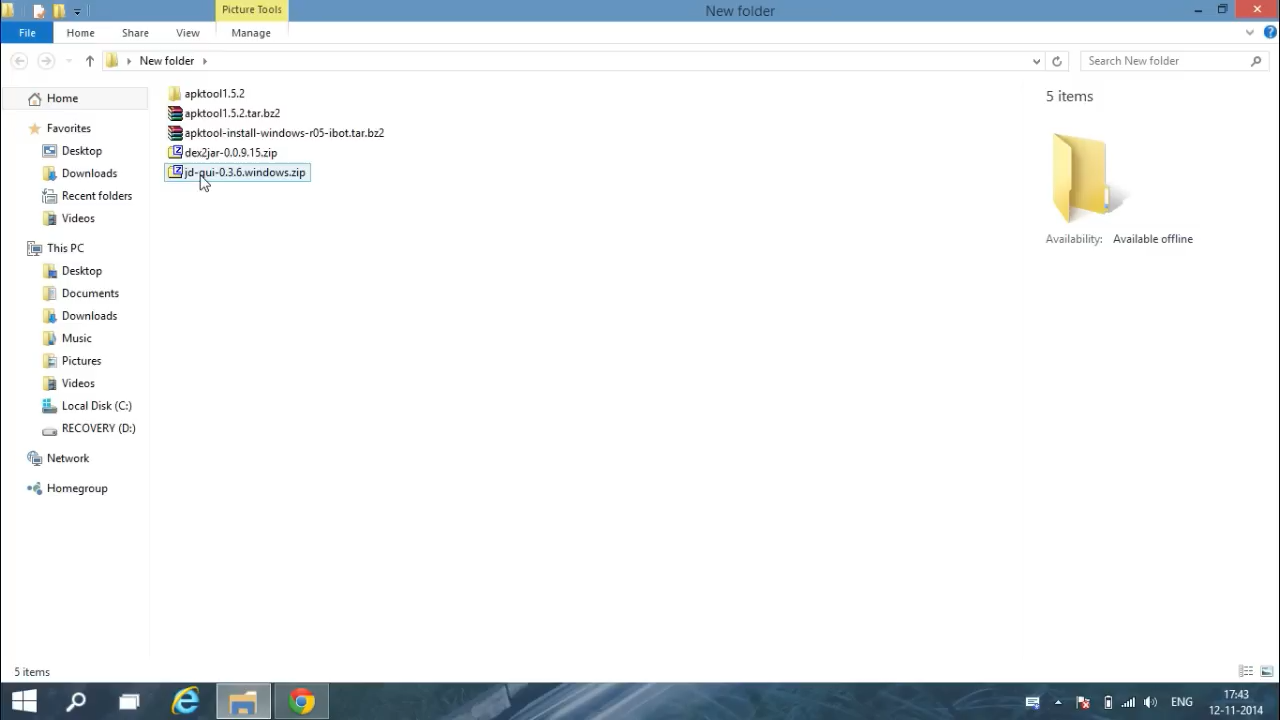 Picture Tools
New folder
File
Home
Share
View
Manage
New folder
Search New folder
Home
Favorites
Desktop
Downloads
Recent folders
Videos
This PC
Desktop
Documents
Downloads
Music
Pictures
Videos
Local Disk (C:)
RECOVERY (D:)
Network
Homegroup
apktool1.5.2
apktool1.5.2.tar.bz2
apktool-install-windows-r05-ibot.tar.bz2
dex2jar-0.0.9.15.zip
jd-gui-0.3.6.windows.zip
5 items
Availability: Available offline
5 items
ENG
17:43
12-11-2014